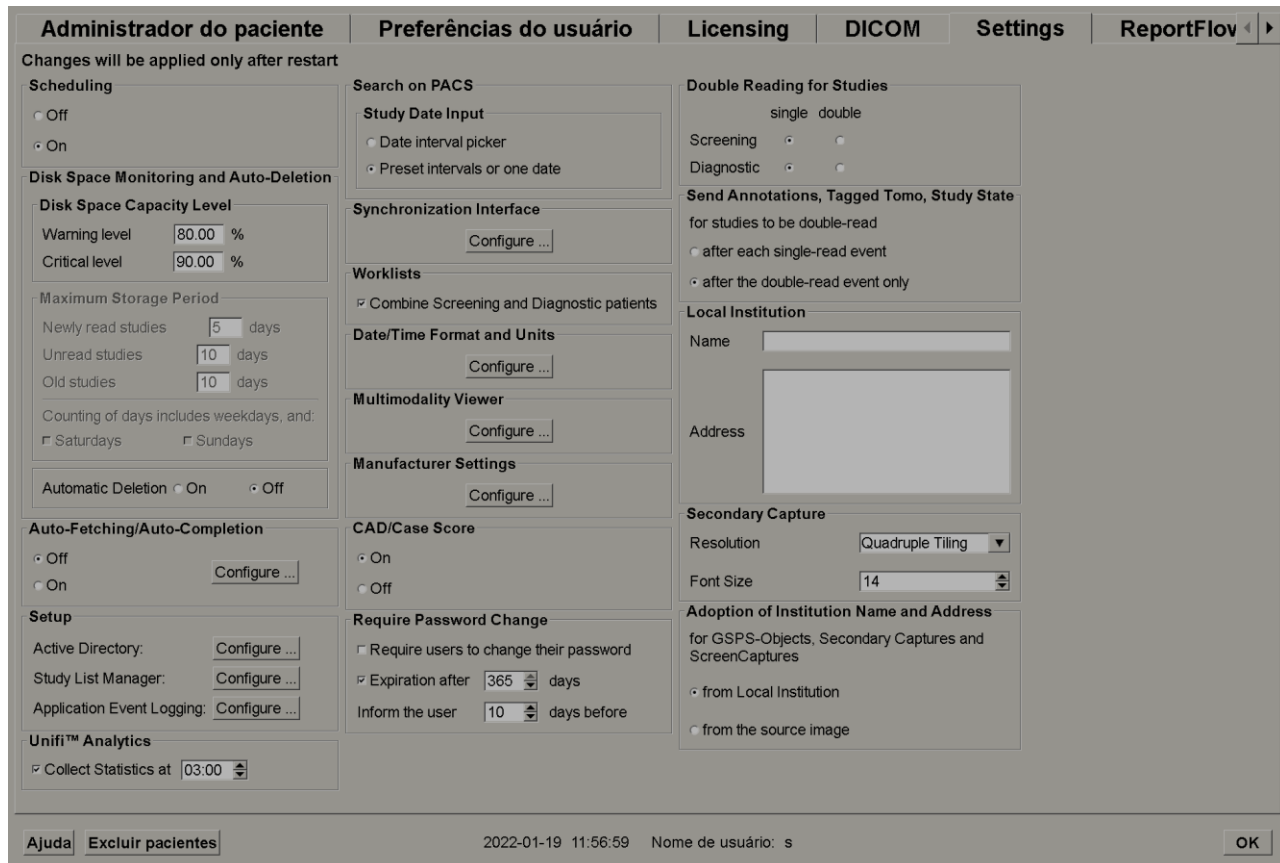 Administrador do paciente Preferências do usuário Licensing DICOM Settings ReportFlow
Changes will be applied only after restart
Scheduling
Off
On
Disk Space Monitoring and Auto-Deletion
Disk Space Capacity Level
Warning level 80.00 %
Critical level 90.00 %
Maximum Storage Period
Newly read studies 5 days
Unread studies 10 days
Old studies 10 days
Counting of days includes weekdays, and:
Saturdays Sundays
Automatic Deletion On Off
Auto-Fetching/Auto-Completion
Off
On
Configure ...
Setup
Active Directory: Configure ...
Study List Manager: Configure ...
Application Event Logging: Configure ...
Unifi™ Analytics
Collect Statistics at 03:00
Search on PACS
Study Date Input
Date interval picker
Preset intervals or one date
Synchronization Interface
Configure ...
Worklists
Combine Screening and Diagnostic patients
Date/Time Format and Units
Configure ...
Multimodality Viewer
Configure ...
Manufacturer Settings
Configure ...
CAD/Case Score
On
Off
Require Password Change
Require users to change their password
Expiration after 365 days
Inform the user 10 days before
Double Reading for Studies
single double
Screening
Diagnostic
Send Annotations, Tagged Tomo, Study State
for studies to be double-read
after each single-read event
after the double-read event only
Local Institution
Name
Address
Secondary Capture
Resolution Quadruple Tiling
Font Size 14
Adoption of Institution Name and Address
for GSPS-Objects, Secondary Captures and
ScreenCaptures
from Local Institution
from the source image
Ajuda Excluir pacientes 2022-01-19 11:56:59 Nome de usuário: s OK